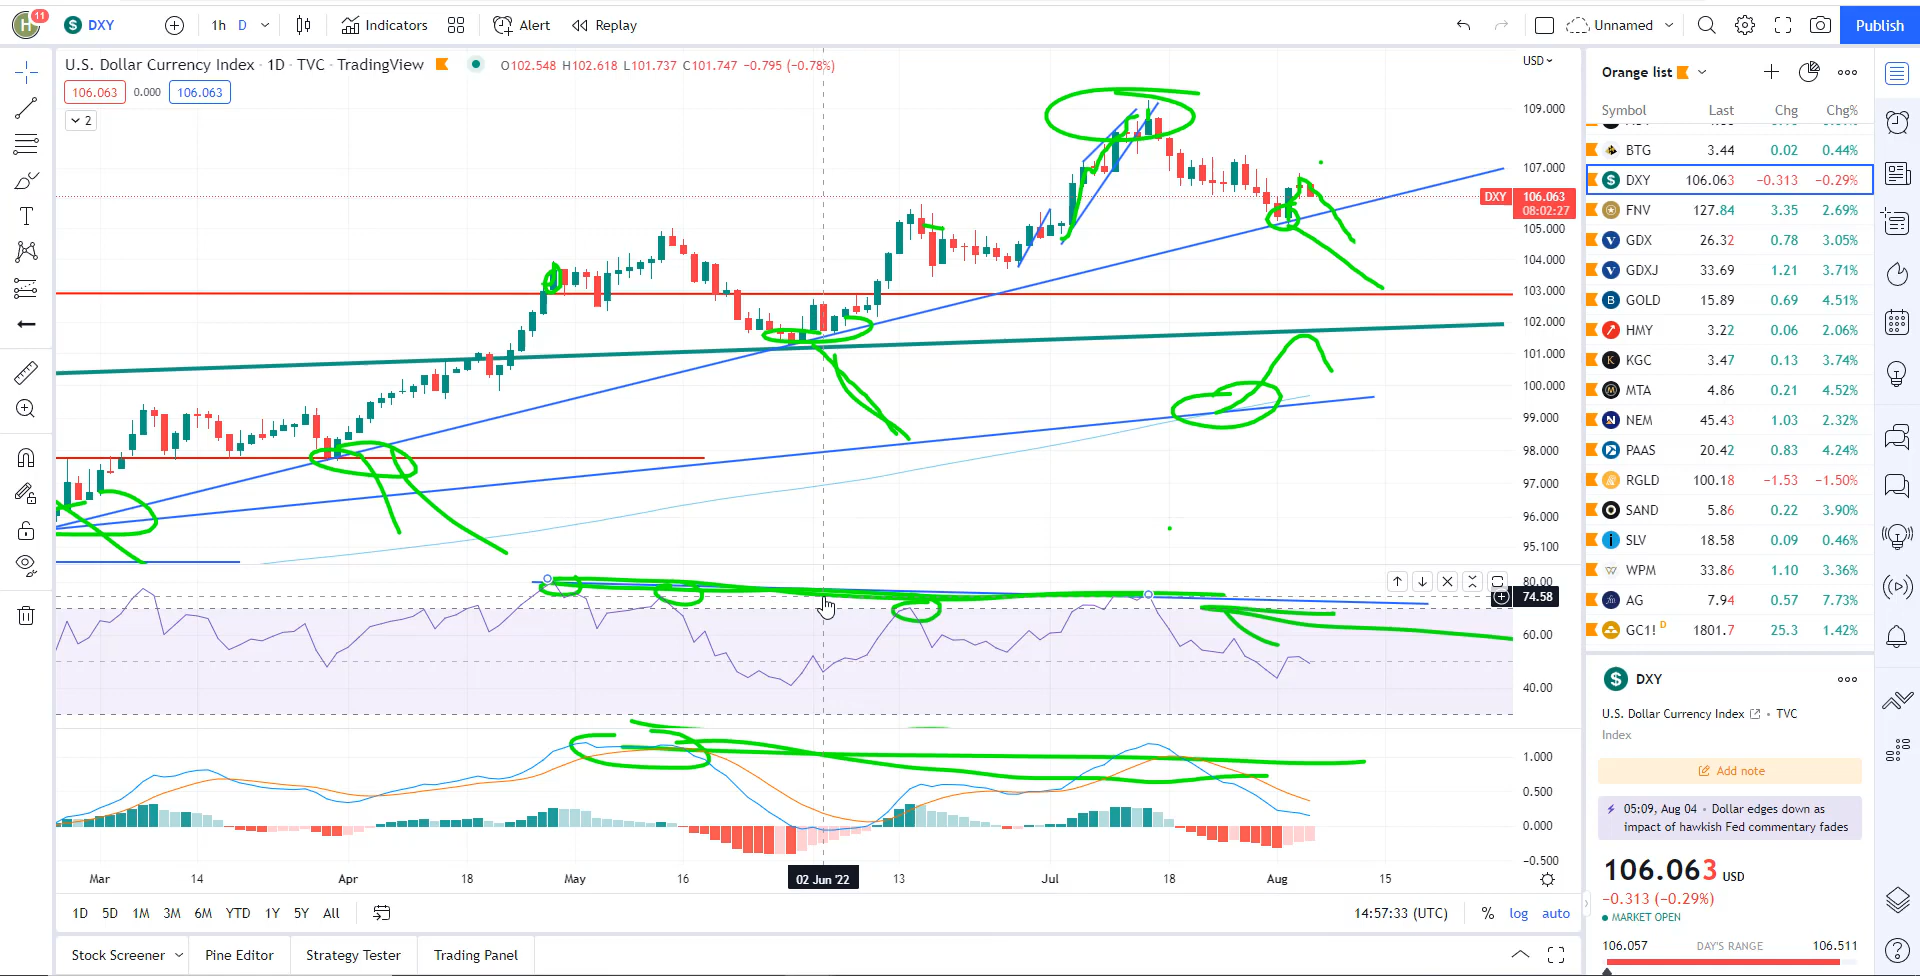 H 11 DXY 1h D Indicators Alert Replay Unnamed Publish
U.S. Dollar Currency Index · 1D · TVC · TradingView O102.548 H102.618 L101.737 C101.747 −0.795 (−0.78%)
106.063 0.000 106.063
2
USD
109.000
107.000
DXY 106.063
08:02:27
105.000
104.000
103.000
102.000
101.000
100.000
99.000
98.000
97.000
96.000
95.100
80.00
74.58
60.00
40.00
1.000
0.500
0.000
−0.500
Mar 14 Apr 18 May 16 02 Jun '22 13 Jul 18 Aug 15
1D 5D 1M 3M 6M YTD 1Y 5Y All 14:57:33 (UTC) % log auto
Stock Screener Pine Editor Strategy Tester Trading Panel
Orange list
Symbol Last Chg Chg%
BTG 3.44 0.02 0.44%
DXY 106.063 −0.313 −0.29%
FNV 127.84 3.35 2.69%
GDX 26.32 0.78 3.05%
GDXJ 33.69 1.21 3.71%
GOLD 15.89 0.69 4.51%
HMY 3.22 0.06 2.06%
KGC 3.47 0.13 3.74%
MTA 4.86 0.21 4.52%
NEM 45.43 1.03 2.32%
PAAS 20.42 0.83 4.24%
RGLD 100.18 −1.53 −1.50%
SAND 5.86 0.22 3.90%
SLV 18.58 0.09 0.46%
WPM 33.86 1.10 3.36%
AG 7.94 0.57 7.73%
GC1! D 1801.7 25.3 1.42%
DXY
U.S. Dollar Currency Index • TVC
Index
Add note
05:09, Aug 04 • Dollar edges down as
impact of hawkish Fed commentary fades
106.063 USD
−0.313 (−0.29%)
MARKET OPEN
106.057 DAY'S RANGE 106.511